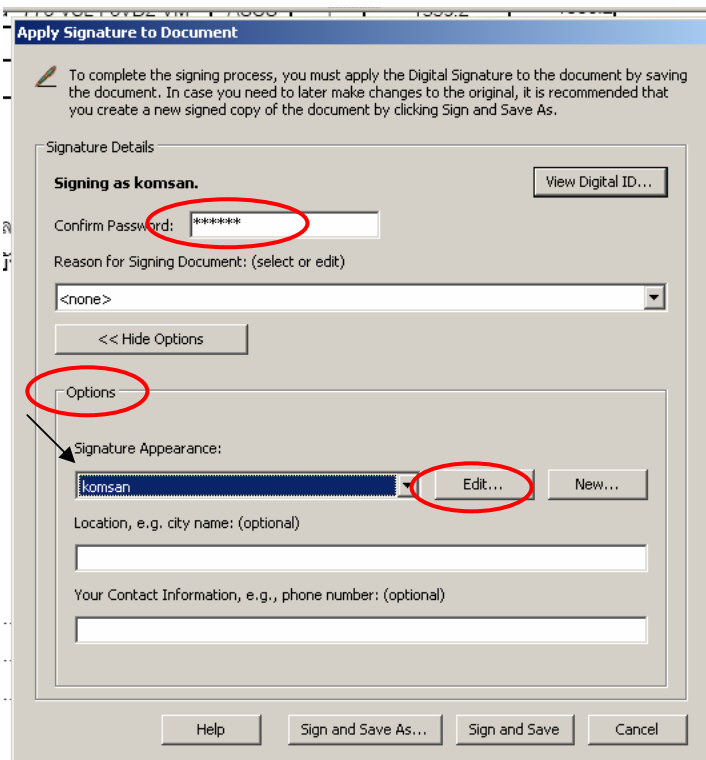 Apply Signature to Document
To complete the signing process, you must apply the Digital Signature to the document by saving
the document. In case you need to later make changes to the original, it is recommended that
you create a new signed copy of the document by clicking Sign and Save As.
Signature Details
Signing as komsan.
View Digital ID...
Confirm Password: ******
Reason for Signing Document: (select or edit)
<none>
<< Hide Options
Options
Signature Appearance:
komsan
Edit...
New...
Location, e.g. city name: (optional)
Your Contact Information, e.g., phone number: (optional)
Help
Sign and Save As...
Sign and Save
Cancel